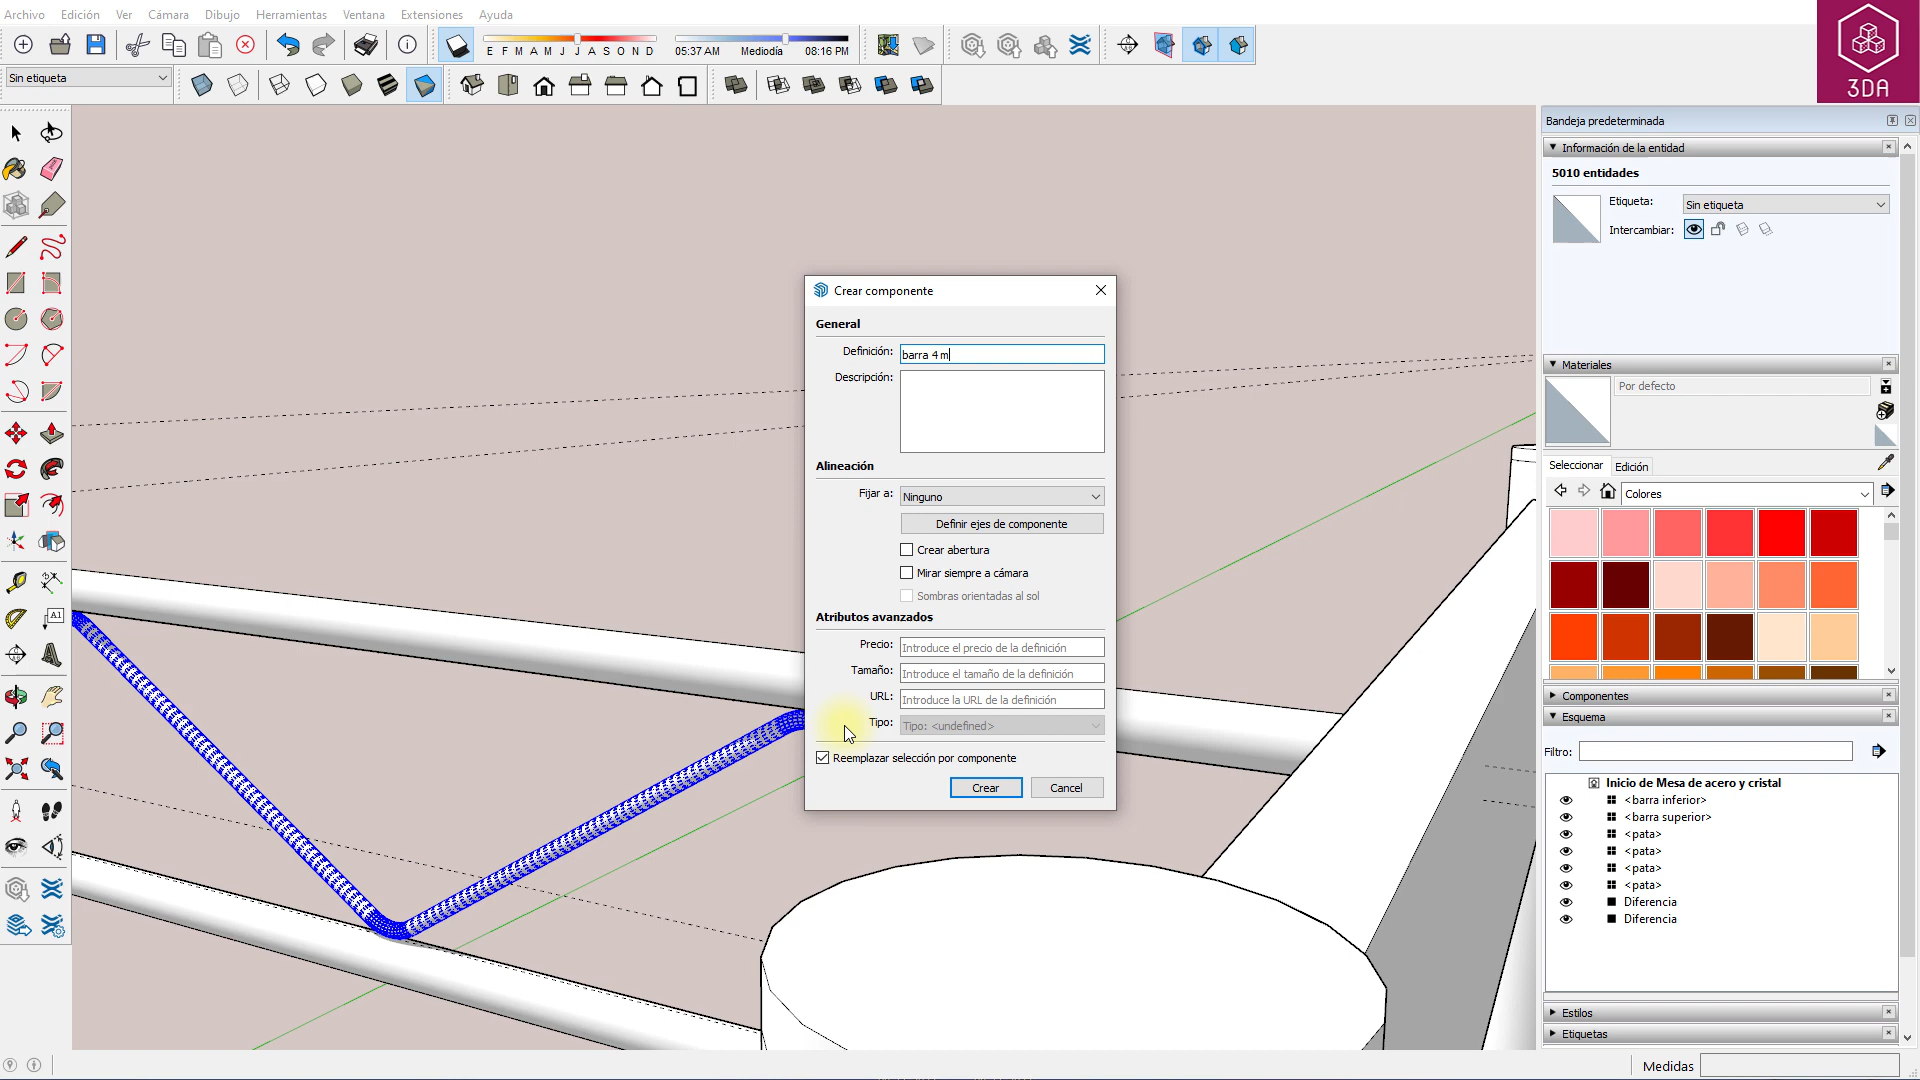 Archivo Edición Ver Cámara Dibujo Herramientas Ventana Extensiones Ayuda
E F M A M J J A S O N D
05:37 AM Mediodía 08:16 PM
3DA
Sin etiqueta
Bandeja predeterminada
Información de la entidad
5010 entidades
Etiqueta: Sin etiqueta
Intercambiar:
Crear componente
General
Definición: barra 4 m
Descripción:
Alineación
Fijar a: Ninguno
Definir ejes de componente
Crear abertura
Mirar siempre a cámara
Sombras orientadas al sol
Atributos avanzados
Precio: Introduce el precio de la definición
Tamaño: Introduce el tamaño de la definición
URL: Introduce la URL de la definición
Tipo: Tipo: <undefined>
Reemplazar selección por componente
Crear Cancel
Materiales
Por defecto
Seleccionar Edición
Colores
Componentes
Esquema
Filtro:
Inicio de Mesa de acero y cristal
<barra inferior>
<barra superior>
<pata>
<pata>
<pata>
<pata>
Diferencia
Diferencia
Estilos
Etiquetas
Medidas
A1